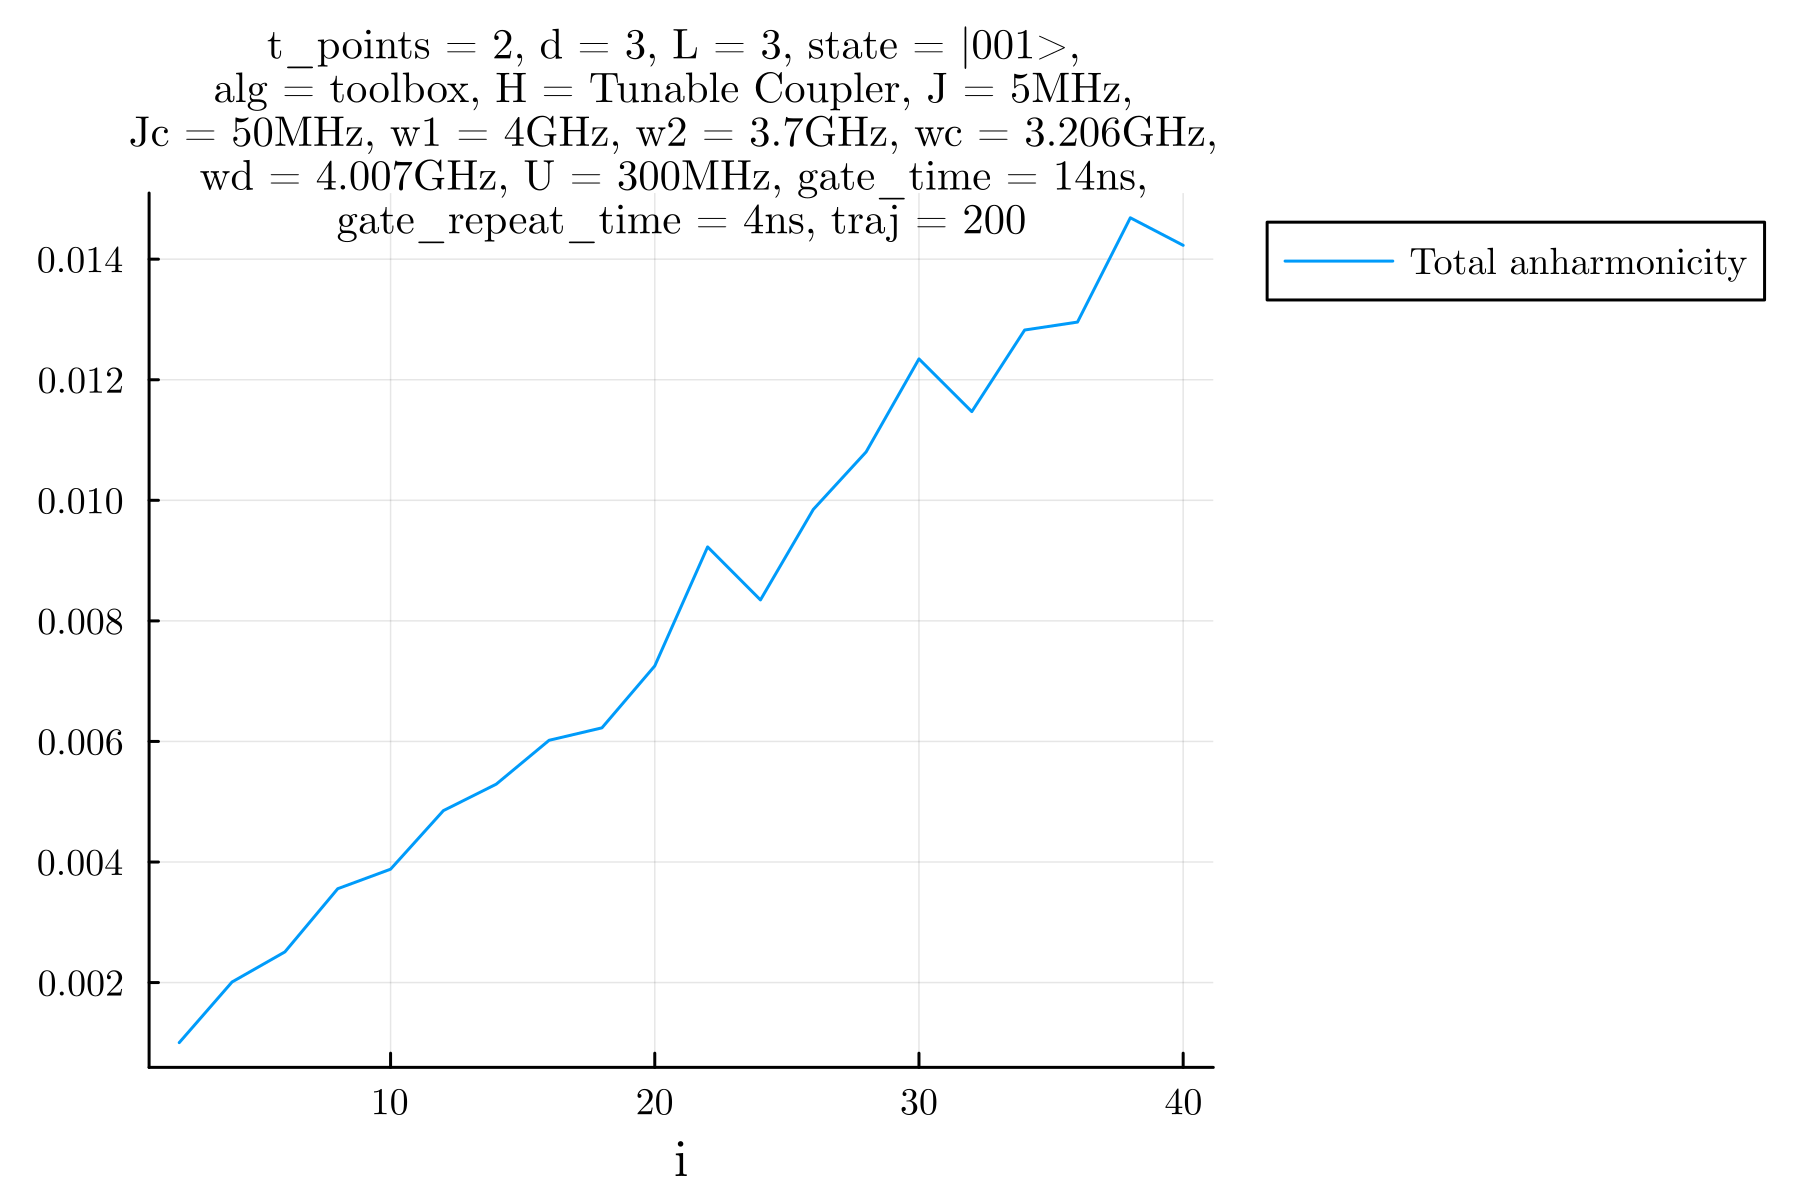 t_points = 2, d = 3, L = 3, state = |001>,
alg = toolbox, H = Tunable Coupler, J = 5MHz,
Jc = 50MHz, w1 = 4GHz, w2 = 3.7GHz, wc = 3.206GHz,
wd = 4.007GHz, U = 300MHz, gate_time = 14ns,
gate_repeat_time = 4ns, traj = 200
Total anharmonicity
0.014
0.012
0.010
0.008
0.006
0.004
0.002
10 20 30 40
i